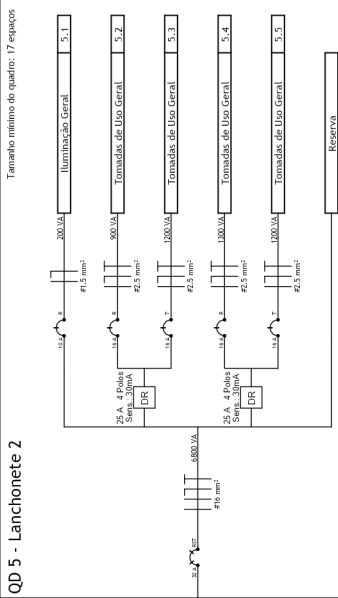 QD 5 - Lanchonete 2
Tamanho mínimo do quadro: 17 espaços
32 A
RST
#16 mm²
6800 VA
10 A
R
#1.5 mm²
200 VA
Iluminação Geral
5.1
25 A 4 Polos
Sens.: 30mA
DR
16 A
R
#2.5 mm²
900 VA
Tomadas de Uso Geral
5.2
16 A
T
#2.5 mm²
1200 VA
Tomadas de Uso Geral
5.3
25 A 4 Polos
Sens.: 30mA
DR
16 A
R
#2.5 mm²
1300 VA
Tomadas de Uso Geral
5.4
16 A
T
#2.5 mm²
1200 VA
Tomadas de Uso Geral
5.5
Reserva